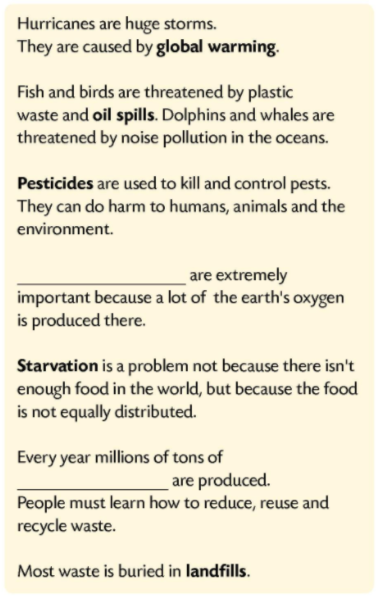 Hurricanes are huge storms.
They are caused by global warming.
Fish and birds are threatened by plastic
waste and oil spills. Dolphins and whales are
threatened by noise pollution in the oceans.
Pesticides are used to kill and control pests.
They can do harm to humans, animals and the
environment.
____________________ are extremely
important because a lot of the earth's oxygen
is produced there.
Starvation is a problem not because there isn't
enough food in the world, but because the food
is not equally distributed.
Every year millions of tons of
__________________ are produced.
People must learn how to reduce, reuse and
recycle waste.
Most waste is buried in landfills.